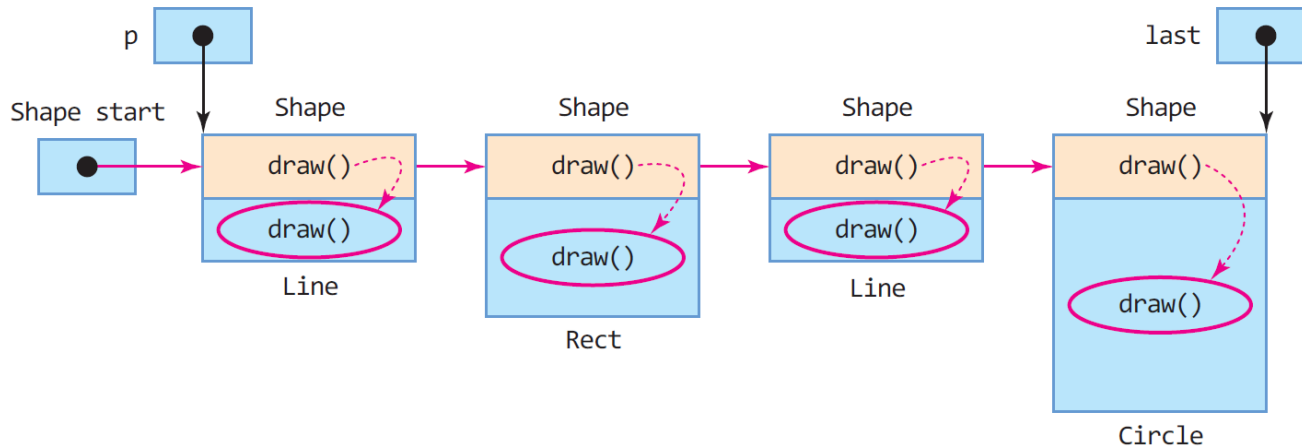 p
last
Shape start
Shape Shape Shape Shape
draw() draw() draw() draw()
draw() draw() draw() draw()
Line Rect Line Circle